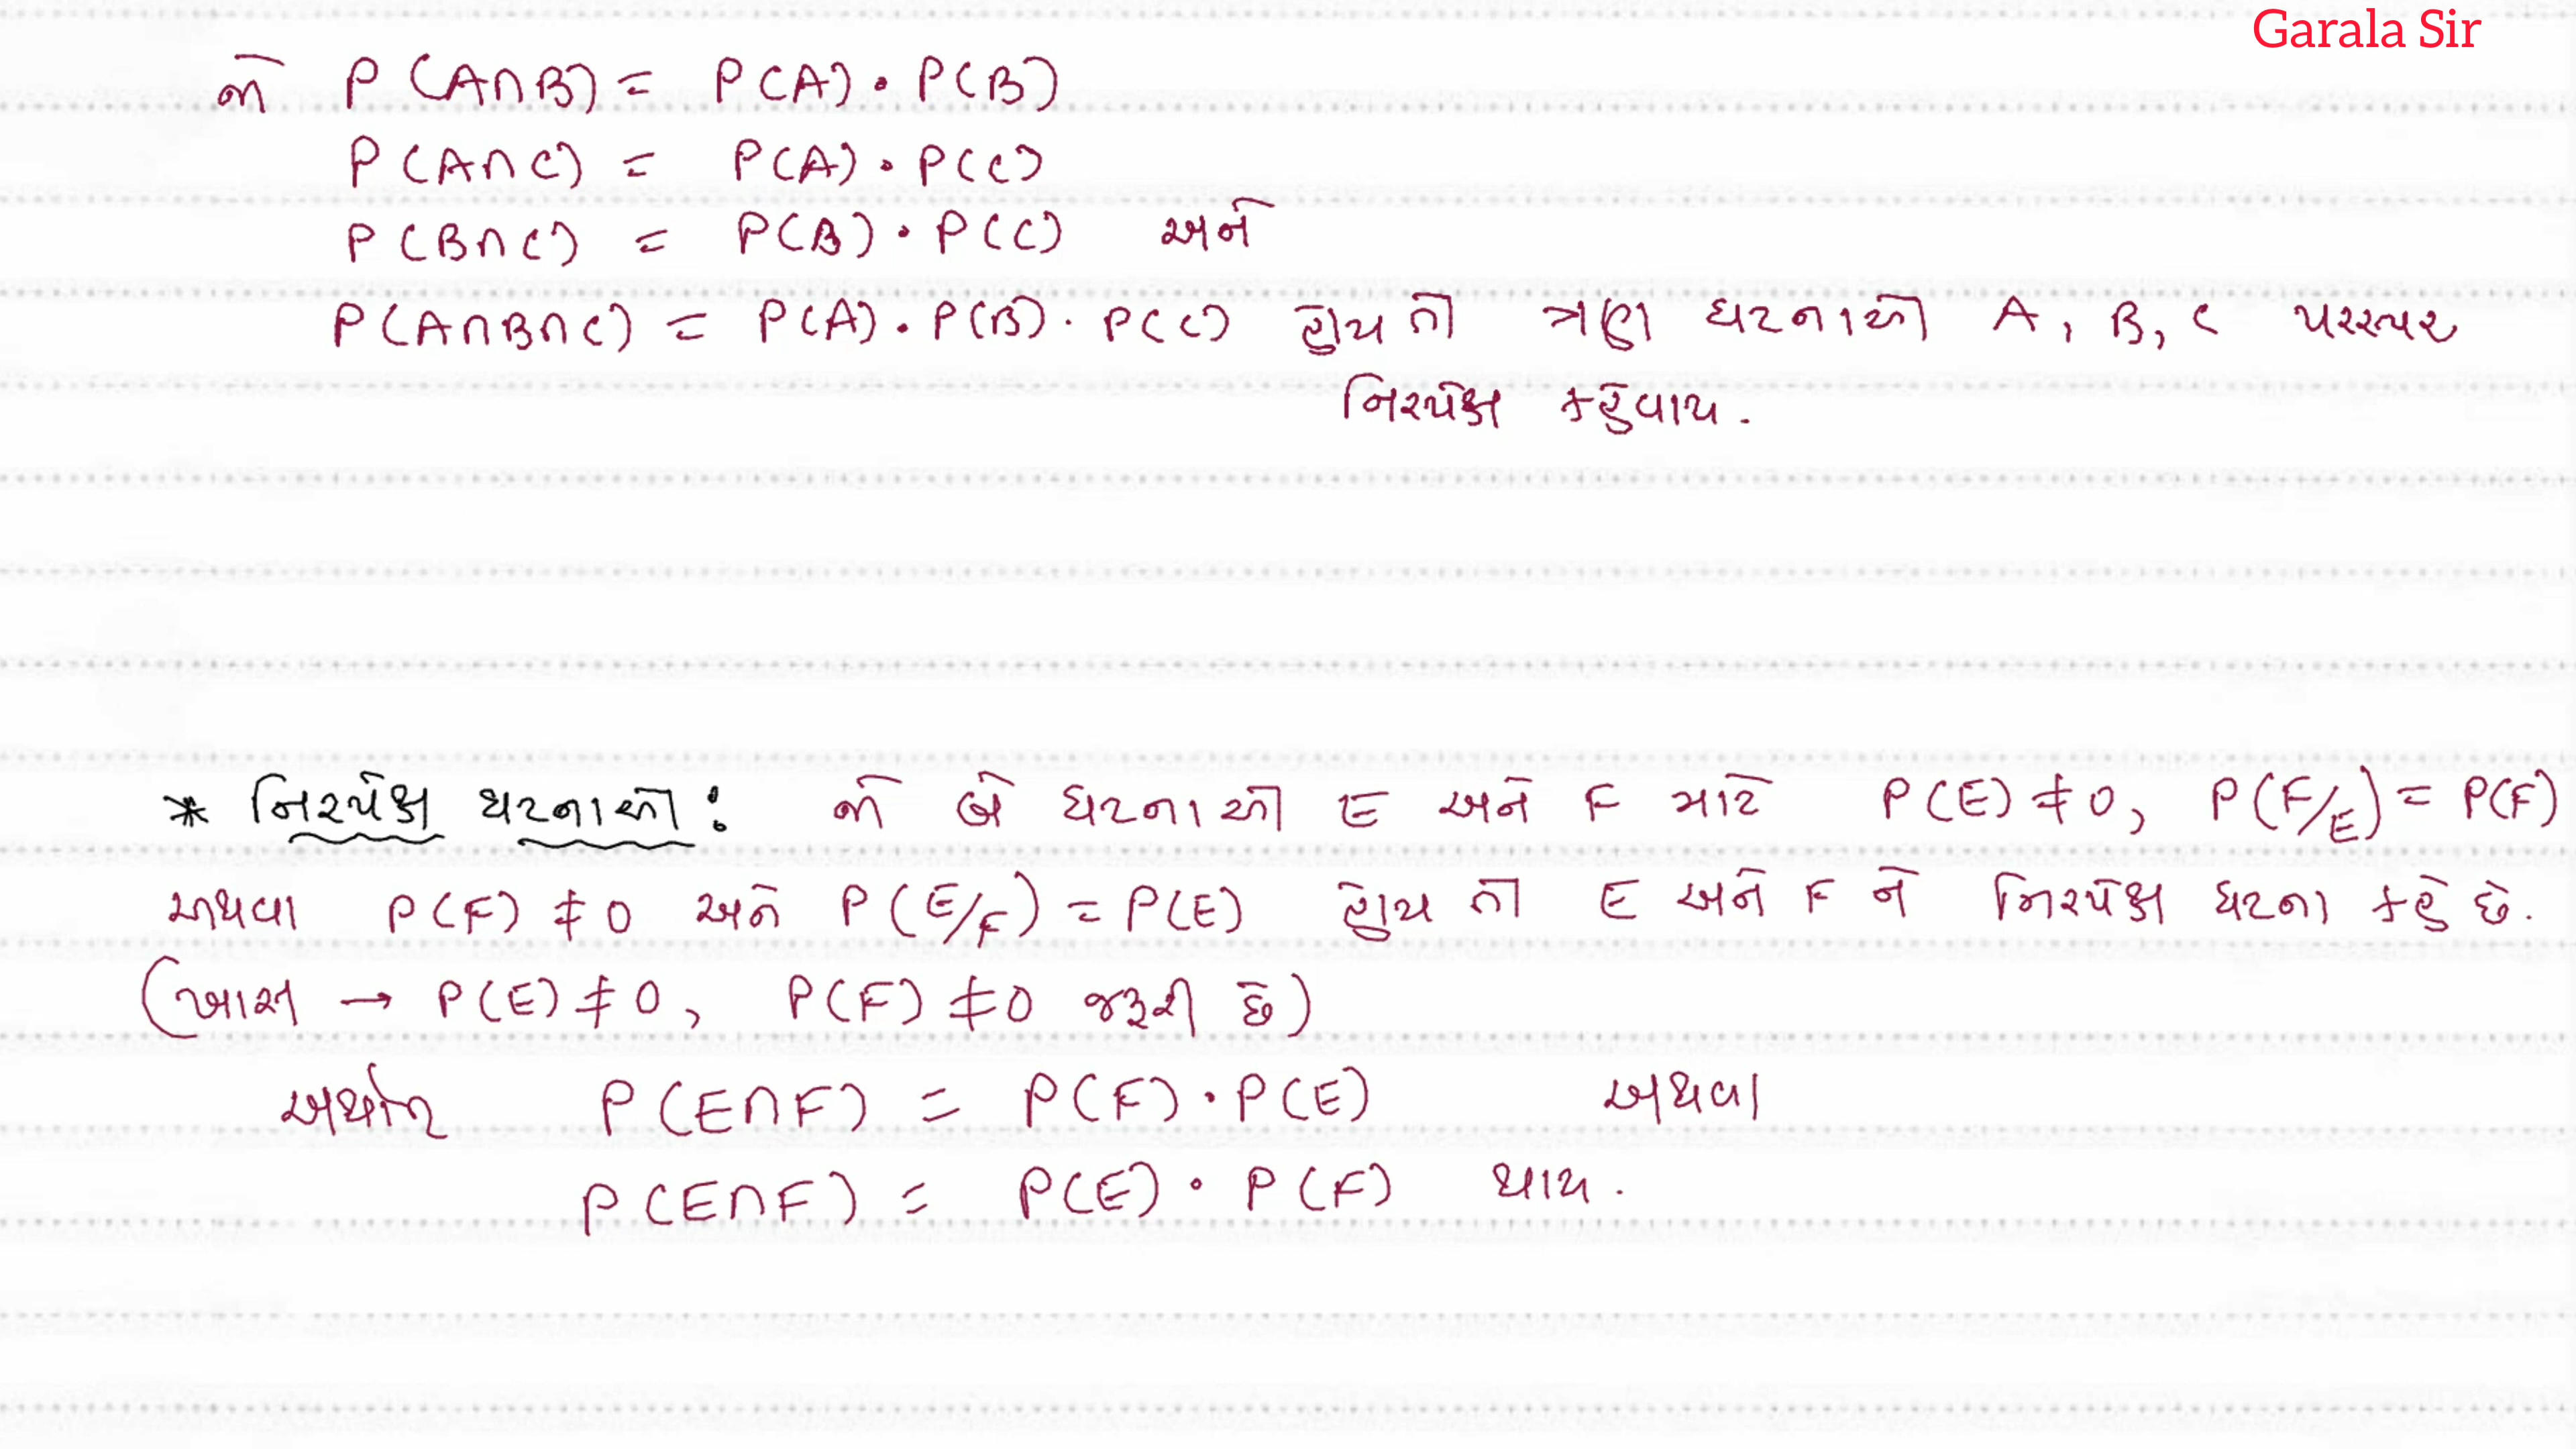 Garala Sir
જો P(A∩B) = P(A) · P(B)
P(A∩C) = P(A) · P(C)
P(B∩C) = P(B) · P(C) અને
P(A∩B∩C) = P(A) · P(B) · P(C) હોય તો ત્રણ ઘટનાઓ A, B, C પરસ્પર
નિરપેક્ષ કહેવાય.
* નિરપેક્ષ ઘટનાઓ : જો બે ઘટનાઓ E અને F માટે P(E) ≠ 0, P(F/E) = P(F)
અથવા P(F) ≠ 0 અને P(E/F) = P(E) હોય તો E અને F ને નિરપેક્ષ ઘટના કહે છે.
(ખાસ → P(E) ≠ 0, P(F) ≠ 0 જરૂરી છે)
અર્થાત્ P(E∩F) = P(F) · P(E) અથવા
P(E∩F) = P(E) · P(F) થાય.